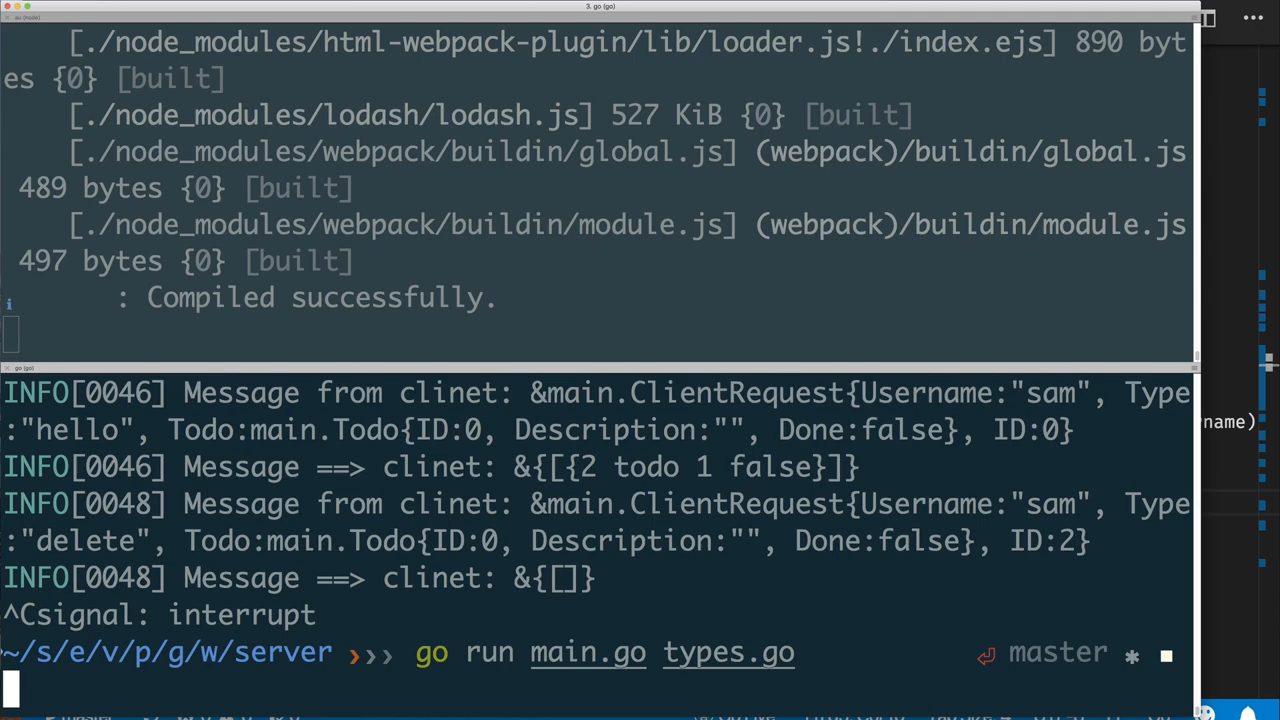 3. go (go)
au (node)
[./node_modules/html-webpack-plugin/lib/loader.js!./index.ejs] 890 byt
es {0} [built]
[./node_modules/lodash/lodash.js] 527 KiB {0} [built]
[./node_modules/webpack/buildin/global.js] (webpack)/buildin/global.js
489 bytes {0} [built]
[./node_modules/webpack/buildin/module.js] (webpack)/buildin/module.js
497 bytes {0} [built]
: Compiled successfully.
go (go)
INFO[0046] Message from clinet: &main.ClientRequest{Username:"sam", Type
:"hello", Todo:main.Todo{ID:0, Description:"", Done:false}, ID:0}
INFO[0046] Message ==> clinet: &{[{2 todo 1 false}]}
INFO[0048] Message from clinet: &main.ClientRequest{Username:"sam", Type
:"delete", Todo:main.Todo{ID:0, Description:"", Done:false}, ID:2}
INFO[0048] Message ==> clinet: &{[]}
^Csignal: interrupt
~/s/e/v/p/g/w/server ❯❯❯ go run main.go types.go ⏎ master ✱ ◼
rname)